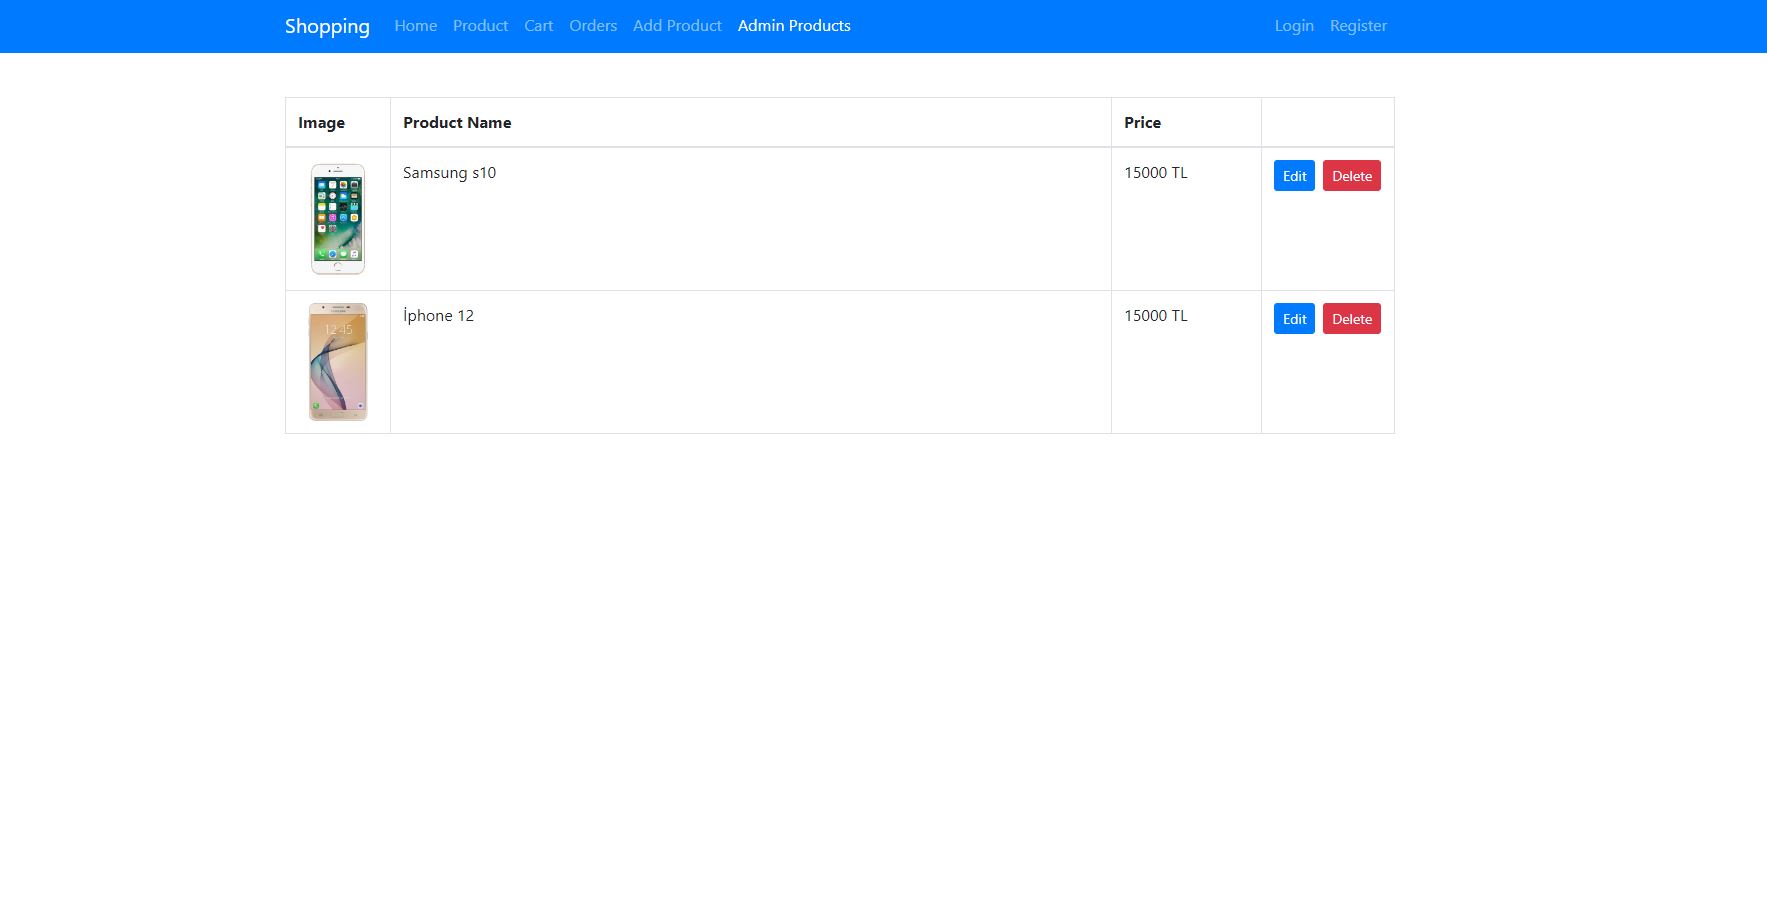 Shopping Home Product Cart Orders Add Product Admin Products Login Register
Image Product Name Price
Samsung s10 15000 TL Edit Delete
İphone 12 15000 TL Edit Delete
12:45